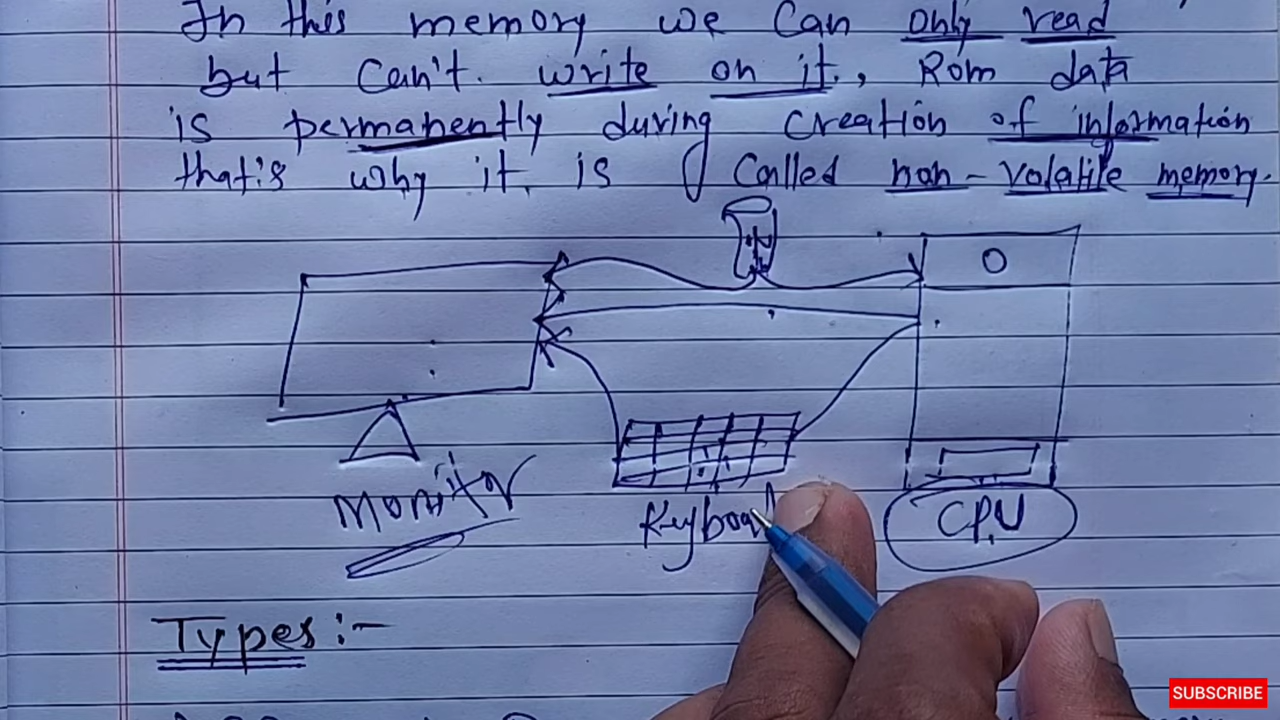 In this memory we can only read
but can't write on it, Rom data
is permanently during creation of information
that's why it is called non-volatile memory.
Monitor
Keyboard
CPU
Types:-
SUBSCRIBE